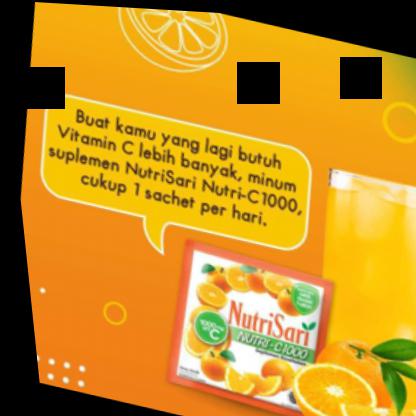 Buat kamu yang lagi butuh
Vitamin C lebih banyak, minum
suplemen NutriSari Nutri-C1000,
cukup 1 sachet per hari.
NutriSari
NUTRI-C1000
1000mg
C